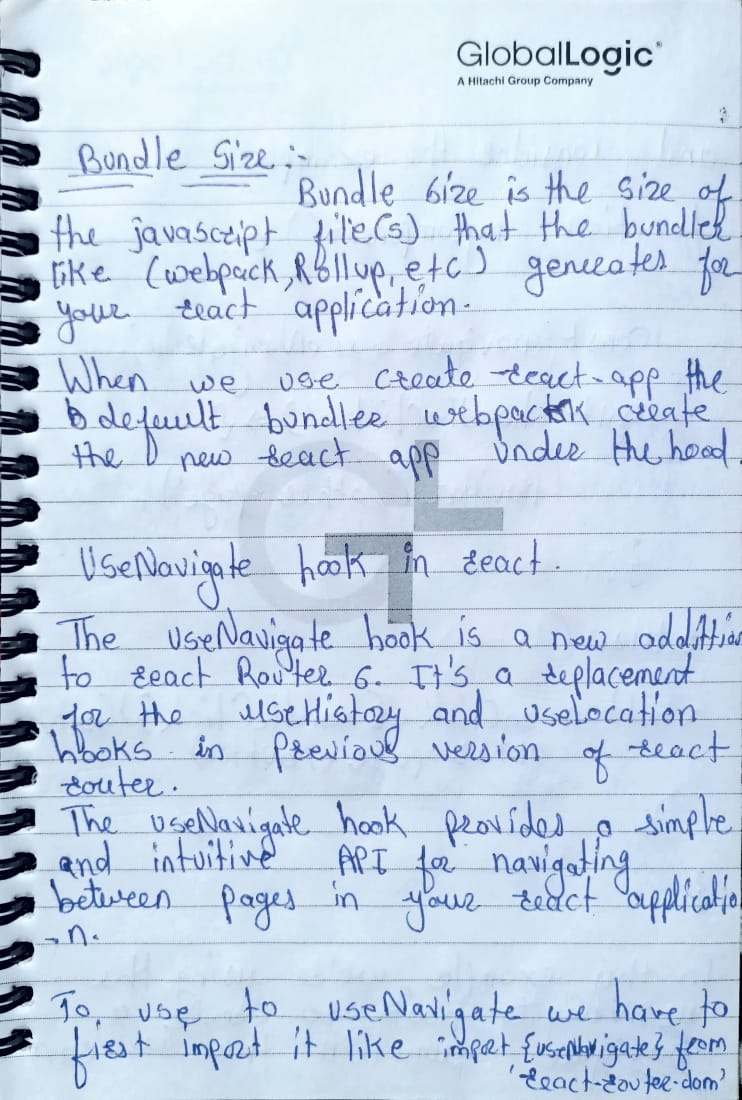 GlobalLogic
A Hitachi Group Company
Bundle Size :-
Bundle size is the size of
the javascript file(s) that the bundler
like (webpack, Rollup, etc) generates for
your react application.
When we use create-react-app the
default bundler webpack create
the new react app under the hood
UseNavigate hook in react.
The useNavigate hook is a new addition
to react Router 6. It's a replacement
for the useHistory and useLocation
hooks in previous version of react
router.
The useNavigate hook provides a simple
and intuitive API for navigating
between pages in your react applicatio
-n.
To use to useNavigate we have to
first import it like import {useNavigate} from
'react-router-dom'